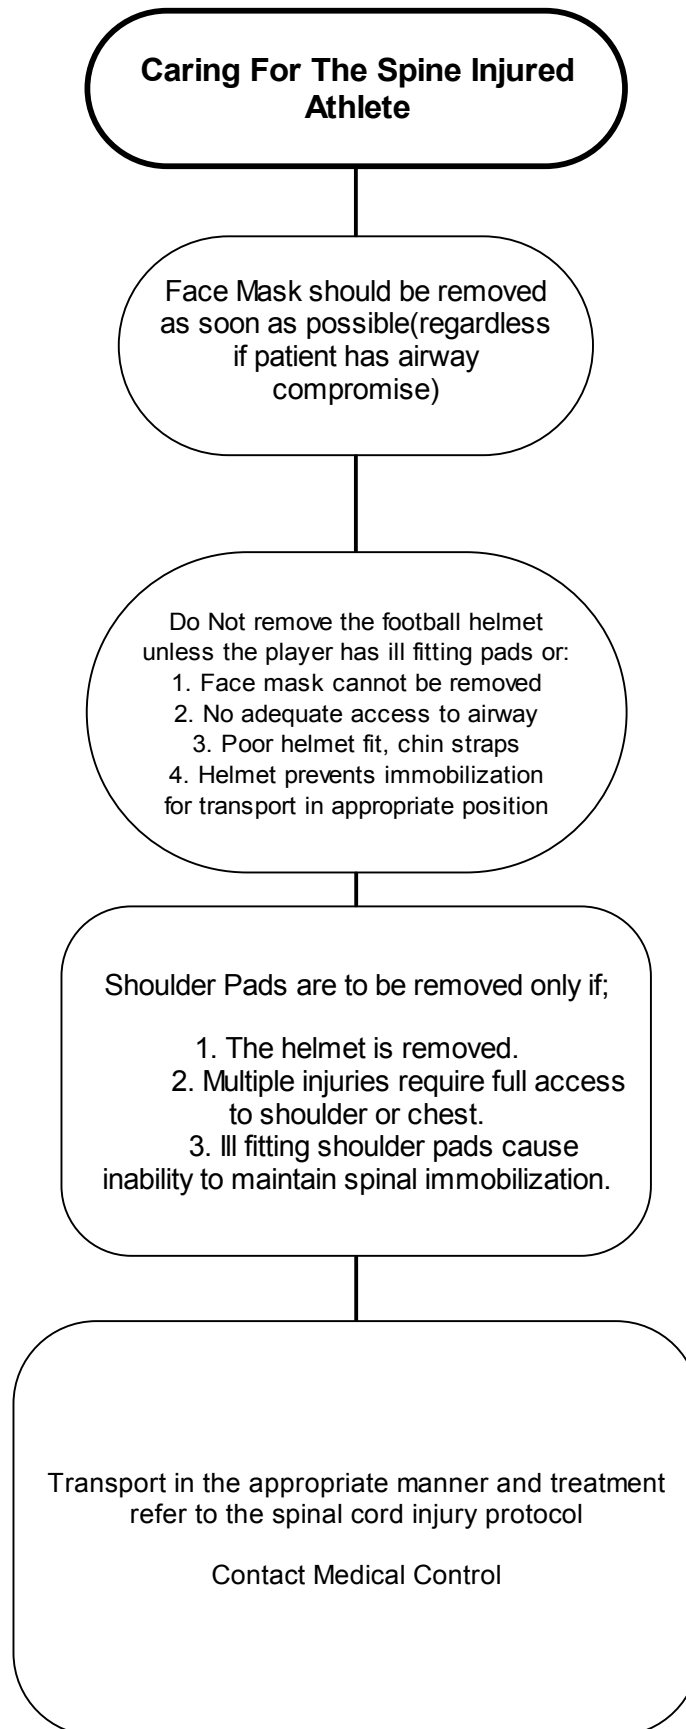 Caring For The Spine Injured
Athlete
Face Mask should be removed
as soon as possible(regardless
if patient has airway
compromise)
Do Not remove the football helmet
unless the player has ill fitting pads or:
1. Face mask cannot be removed
2. No adequate access to airway
3. Poor helmet fit, chin straps
4. Helmet prevents immobilization
for transport in appropriate position
Shoulder Pads are to be removed only if;
1. The helmet is removed.
2. Multiple injuries require full access
to shoulder or chest.
3. Ill fitting shoulder pads cause
inability to maintain spinal immobilization.
Transport in the appropriate manner and treatment
refer to the spinal cord injury protocol
Contact Medical Control